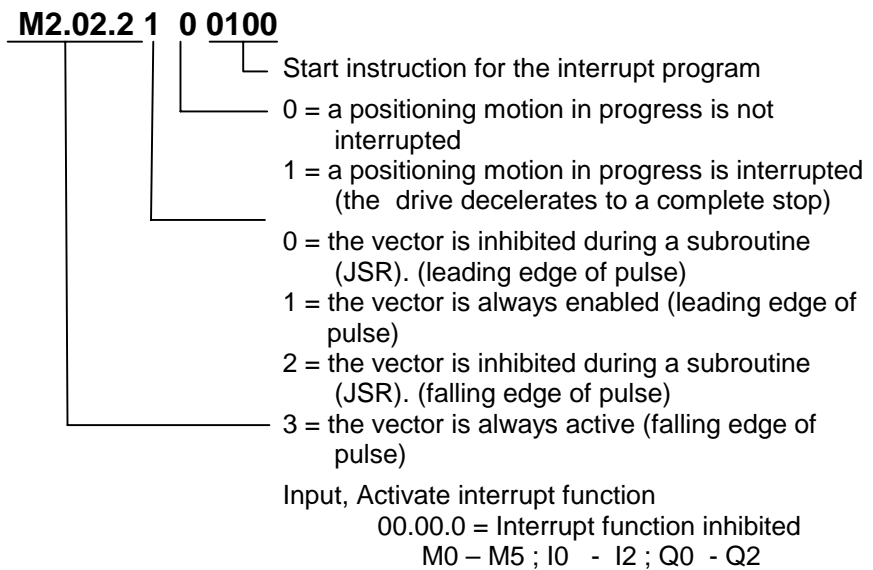 M2.02.2 1 0 0100
Start instruction for the interrupt program
0 = a positioning motion in progress is not
interrupted
1 = a positioning motion in progress is interrupted
(the drive decelerates to a complete stop)
0 = the vector is inhibited during a subroutine
(JSR). (leading edge of pulse)
1 = the vector is always enabled (leading edge of
pulse)
2 = the vector is inhibited during a subroutine
(JSR). (falling edge of pulse)
3 = the vector is always active (falling edge of
pulse)
Input, Activate interrupt function
00.00.0 = Interrupt function inhibited
M0 – M5 ; I0 - I2 ; Q0 - Q2